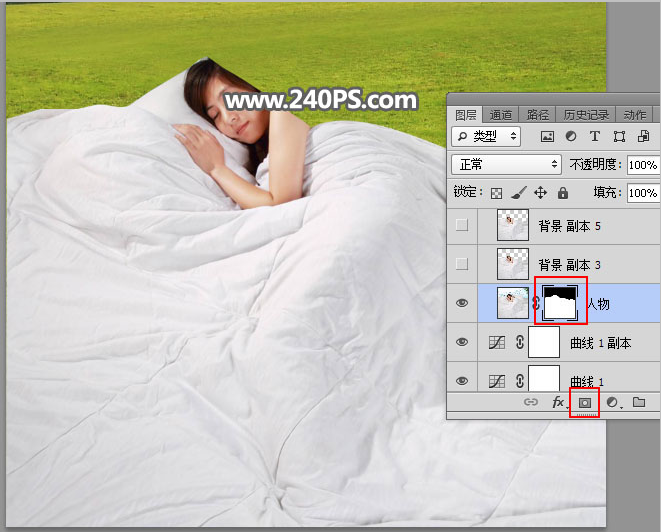 www.240PS.com
图层 通道 路径 历史记录 动作
类型 T
正常 不透明度: 100%
锁定: 填充: 100%
背景 副本 5
背景 副本 3
人物
曲线 1 副本
曲线 1
fx